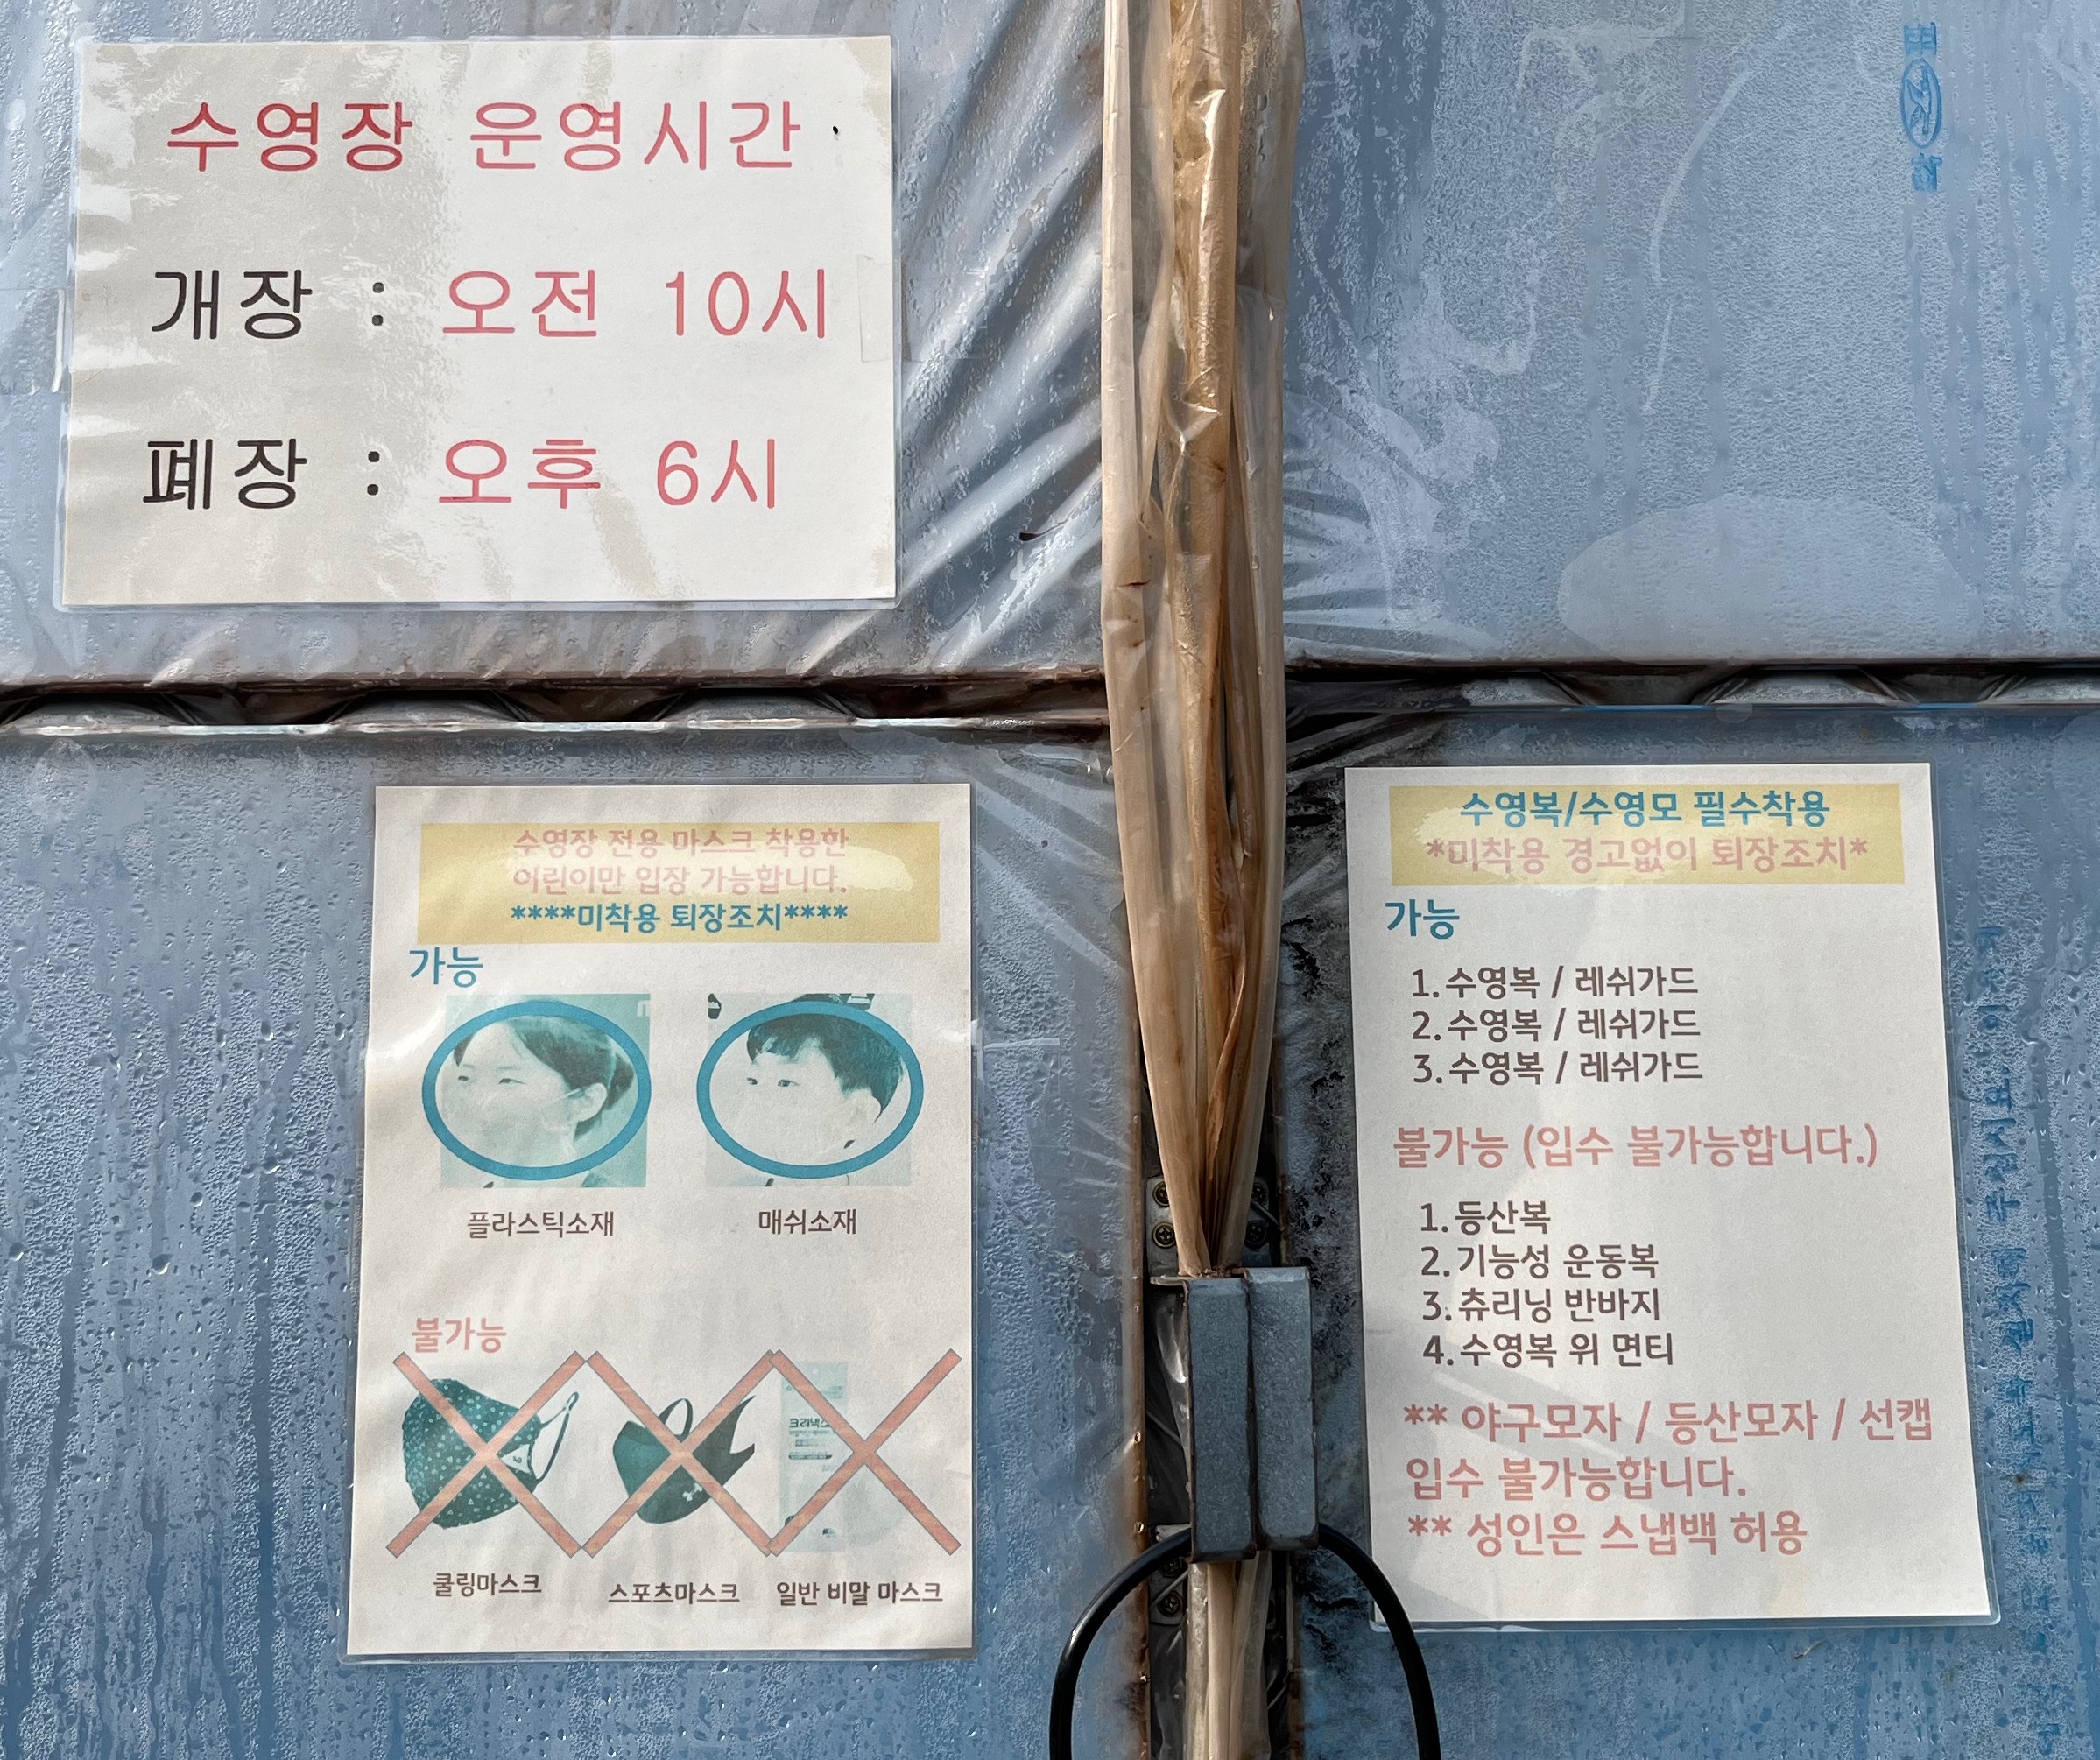 수영장 운영시간
개장 : 오전 10시
폐장 : 오후 6시
수영장 전용 마스크 착용한
어린이만 입장 가능합니다.
****미착용 퇴장조치****
가능
플라스틱소재
매쉬소재
불가능
쿨링마스크
스포츠마스크
일반 비말 마스크
수영복/수영모 필수착용
*미착용 경고없이 퇴장조치*
가능
1. 수영복 / 레쉬가드
2. 수영복 / 레쉬가드
3. 수영복 / 레쉬가드
불가능 (입수 불가능합니다.)
1. 등산복
2. 기능성 운동복
3. 츄리닝 반바지
4. 수영복 위 면티
** 야구모자 / 등산모자 / 선캡
입수 불가능합니다.
** 성인은 스냅백 허용